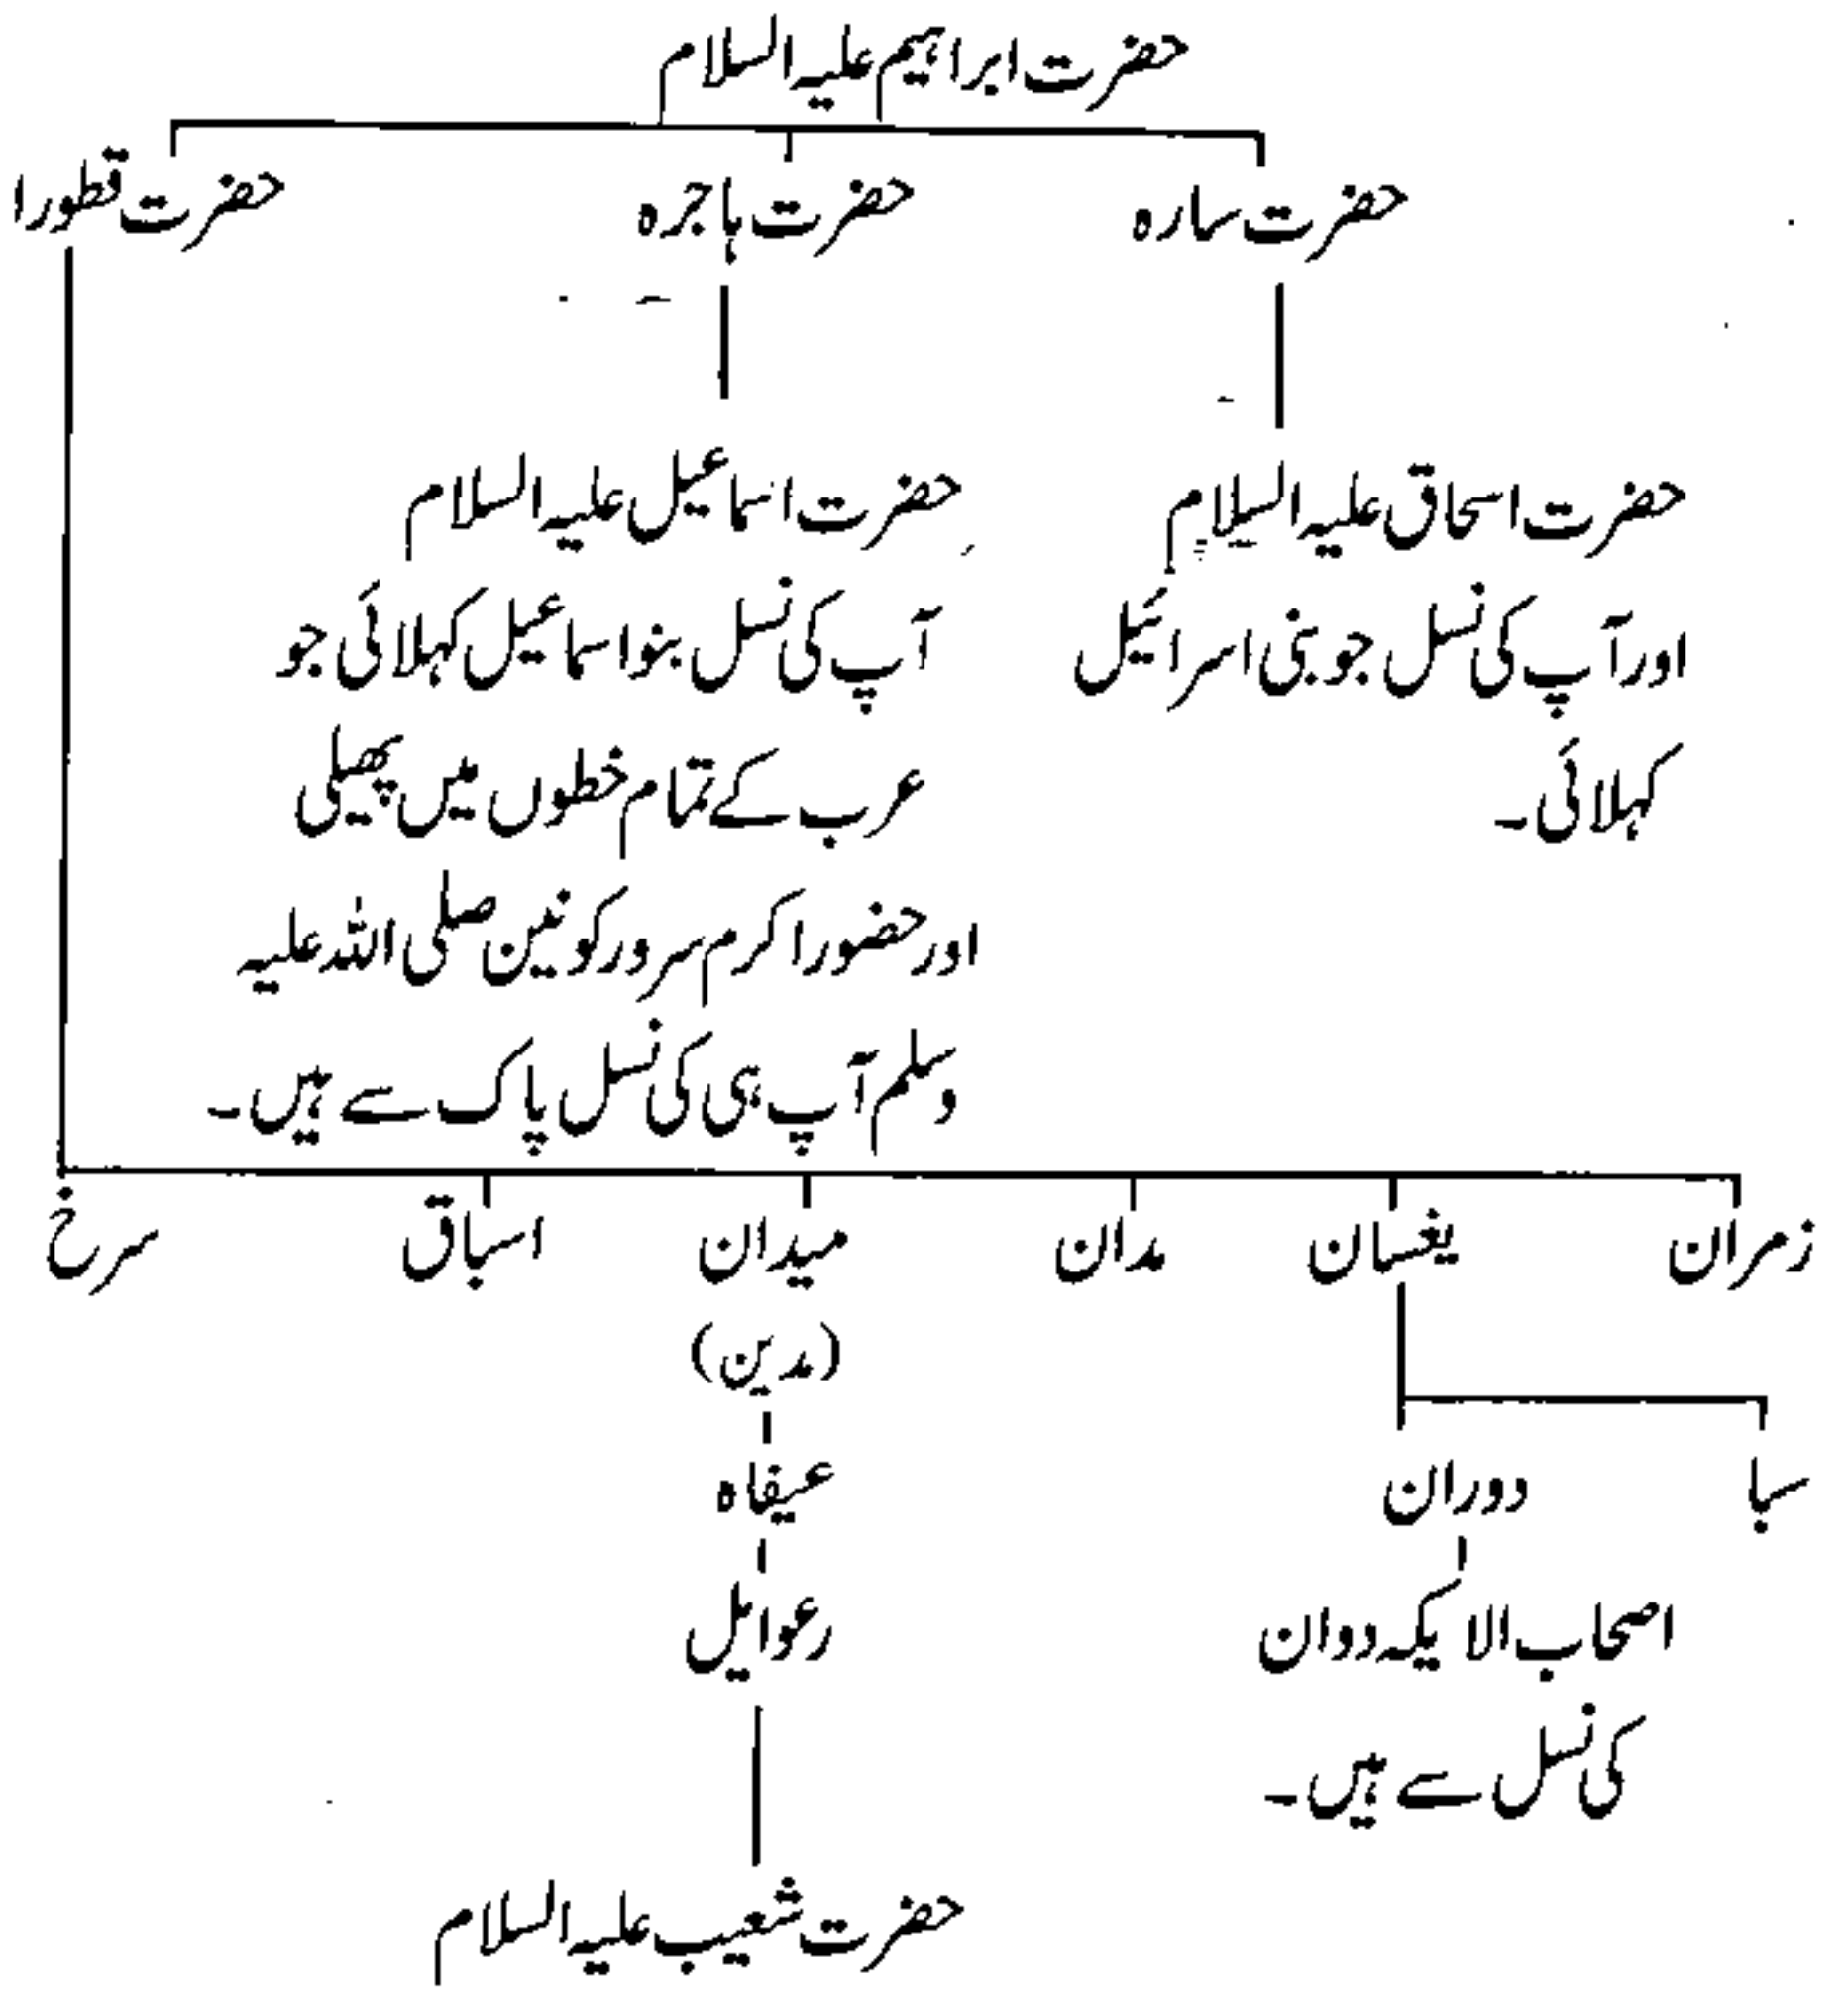 حضرت ابراہیم علیہ السلام
حضرت سارہ
حضرت ہاجرہ
حضرت قطورا
حضرت اسحاق علیہ السلام
اور آپ کی نسل جو بنی اسرائیل
کہلائی۔
حضرت اسماعیل علیہ السلام
آپ کی نسل بنو اسماعیل کہلائی جو
عرب کے تمام خطوں میں پھیلی
اور حضور اکرم سرور کونین صلی اللہ علیہ
وسلم آپ ہی کی نسل پاک سے ہیں۔
زمران
یغسان
مدران
میدران
اسباق
سرخ
(مدین)
سبا
دوران
عیفاہ
اصحاب الایکہ ددان
کی نسل سے ہیں۔
رعوایل
حضرت شعیب علیہ السلام